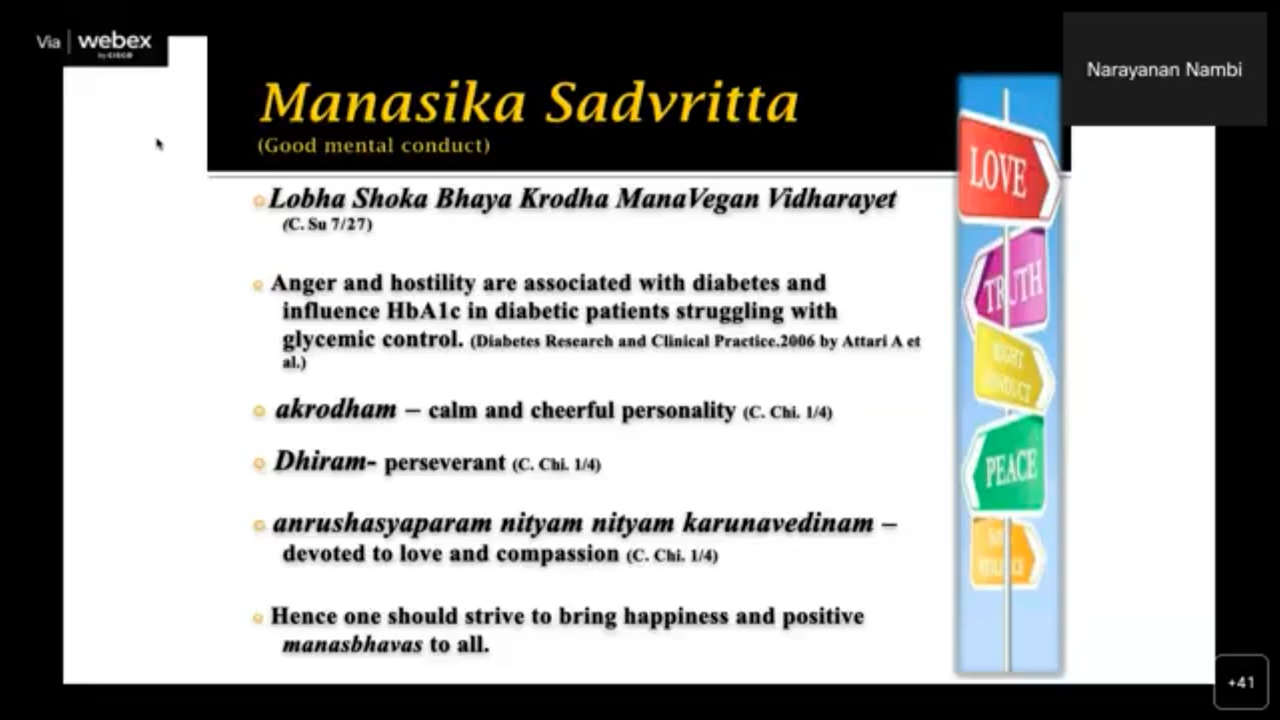 Via | webex
by CISCO
Narayanan Nambi
Manasika Sadvritta
(Good mental conduct)
Lobha Shoka Bhaya Krodha ManaVegan Vidharayet
(C. Su 7/27)
Anger and hostility are associated with diabetes and
influence HbA1c in diabetic patients struggling with
glycemic control. (Diabetes Research and Clinical Practice.2006 by Attari A et
al.)
akrodham – calm and cheerful personality (C. Chi. 1/4)
Dhiram- perseverant (C. Chi. 1/4)
anrushasyaparam nityam nityam karunavedinam –
devoted to love and compassion (C. Chi. 1/4)
Hence one should strive to bring happiness and positive
manasbhavas to all.
LOVE
TRUTH
RIGHT
CONDUCT
PEACE
+41